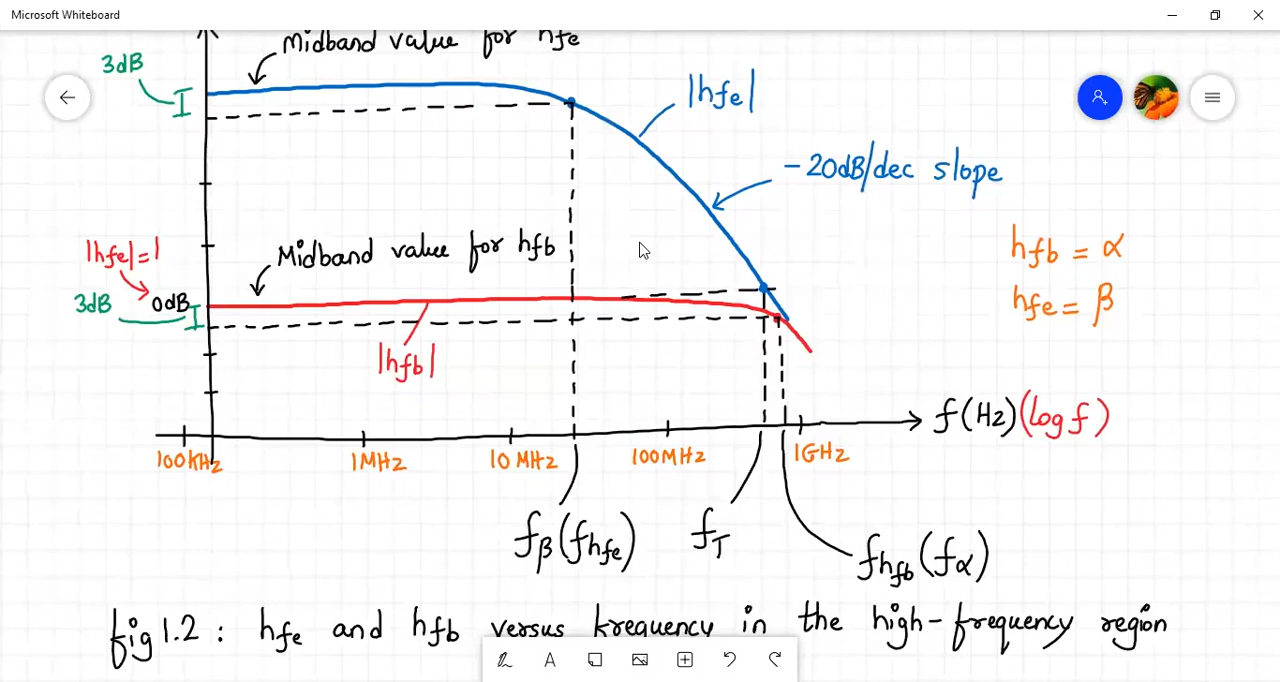 Microsoft Whiteboard
Midband value for hfe
3dB
|hfe|
-20dB/dec slope
|hfe|=1
Midband value for hfb
hfb = α
3dB
0dB
hfe = β
|hfb|
f(Hz)(log f)
100KHz 1MHz 10MHz 100MHz 1GHz
fβ(fhfe) fT fhfb(fα)
fig 1.2 : hfe and hfb versus krequency in the high-frequency region
A